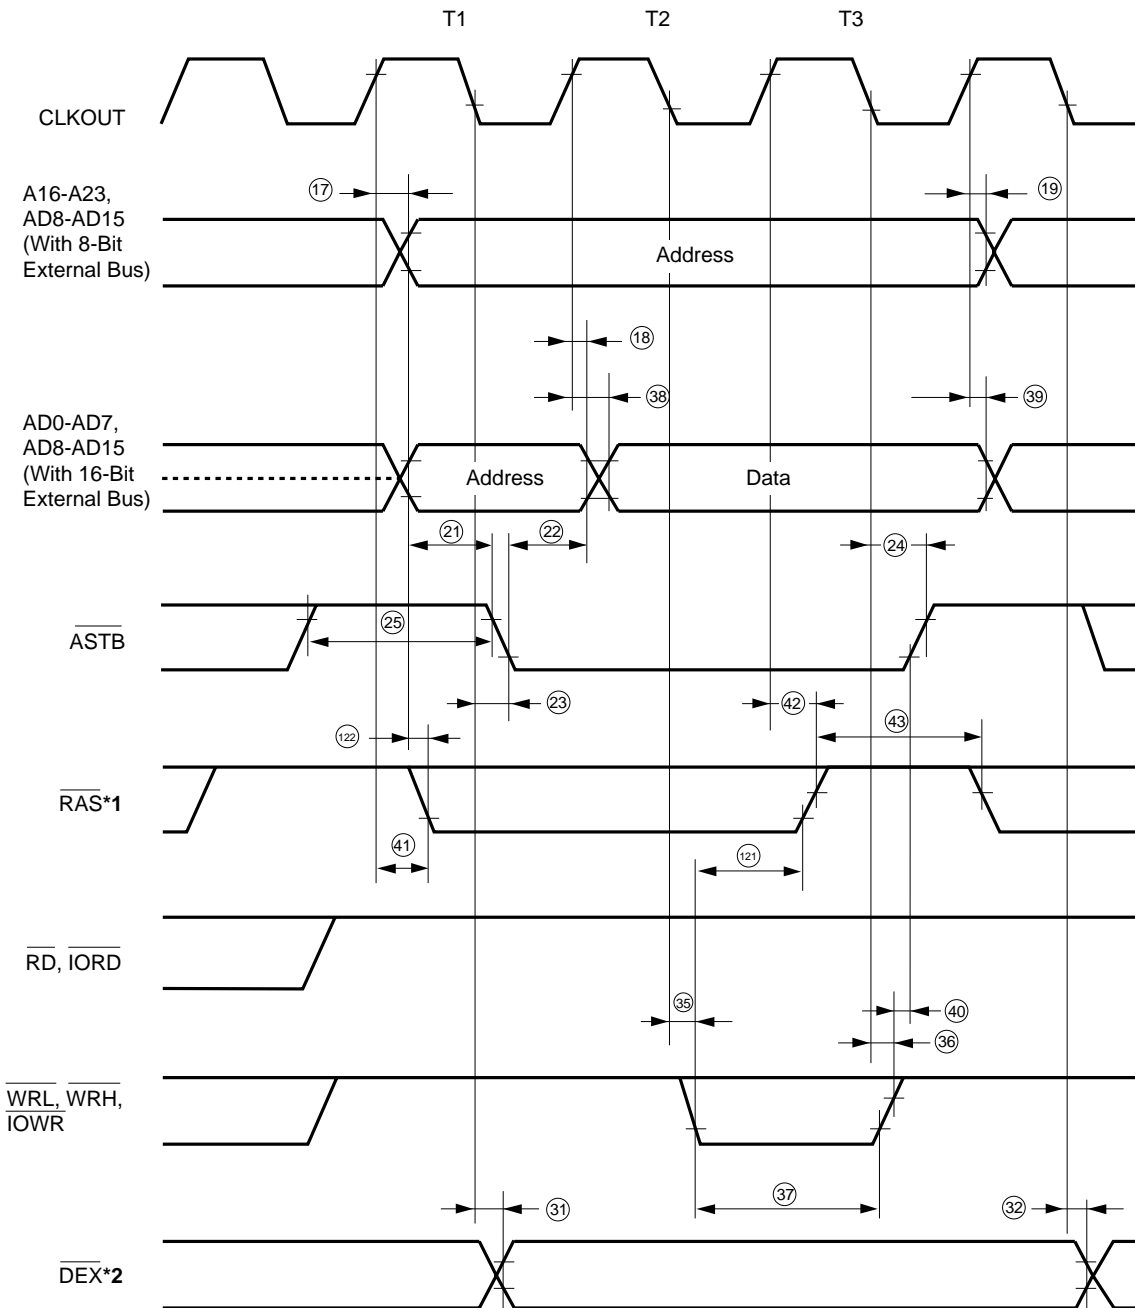 T1 T2 T3
CLKOUT
17 19
A16-A23,
AD8-AD15
(With 8-Bit
External Bus)
Address
18
38 39
AD0-AD7,
AD8-AD15
(With 16-Bit
External Bus)
Address Data
21 22 24
ASTB
25
23 42
43
122
RAS*1
41 121
RD, IORD
35 40
36
WRL, WRH,
IOWR
37
31 32
DEX*2